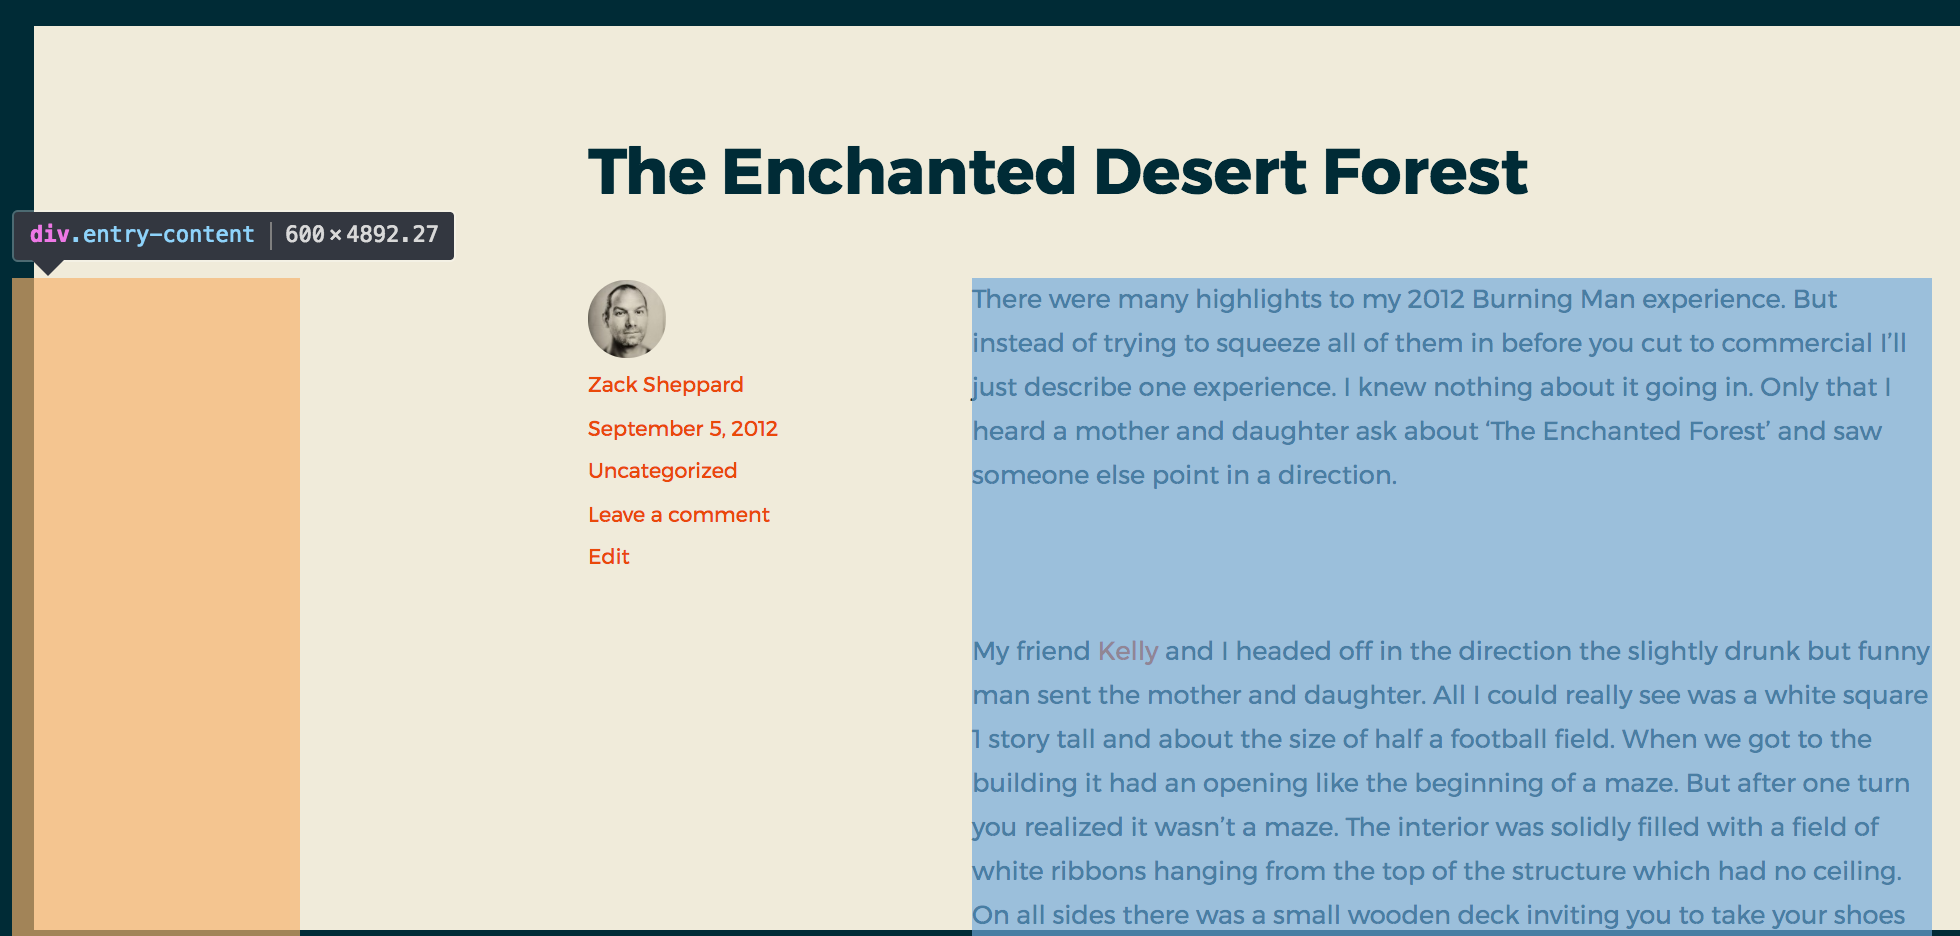 The Enchanted Desert Forest
div.entry-content | 600×4892.27
Zack Sheppard
September 5, 2012
Uncategorized
Leave a comment
Edit
There were many highlights to my 2012 Burning Man experience. But
instead of trying to squeeze all of them in before you cut to commercial I’ll
just describe one experience. I knew nothing about it going in. Only that I
heard a mother and daughter ask about ‘The Enchanted Forest’ and saw
someone else point in a direction.
My friend Kelly and I headed off in the direction the slightly drunk but funny
man sent the mother and daughter. All I could really see was a white square
1 story tall and about the size of half a football field. When we got to the
building it had an opening like the beginning of a maze. But after one turn
you realized it wasn’t a maze. The interior was solidly filled with a field of
white ribbons hanging from the top of the structure which had no ceiling.
On all sides there was a small wooden deck inviting you to take your shoes